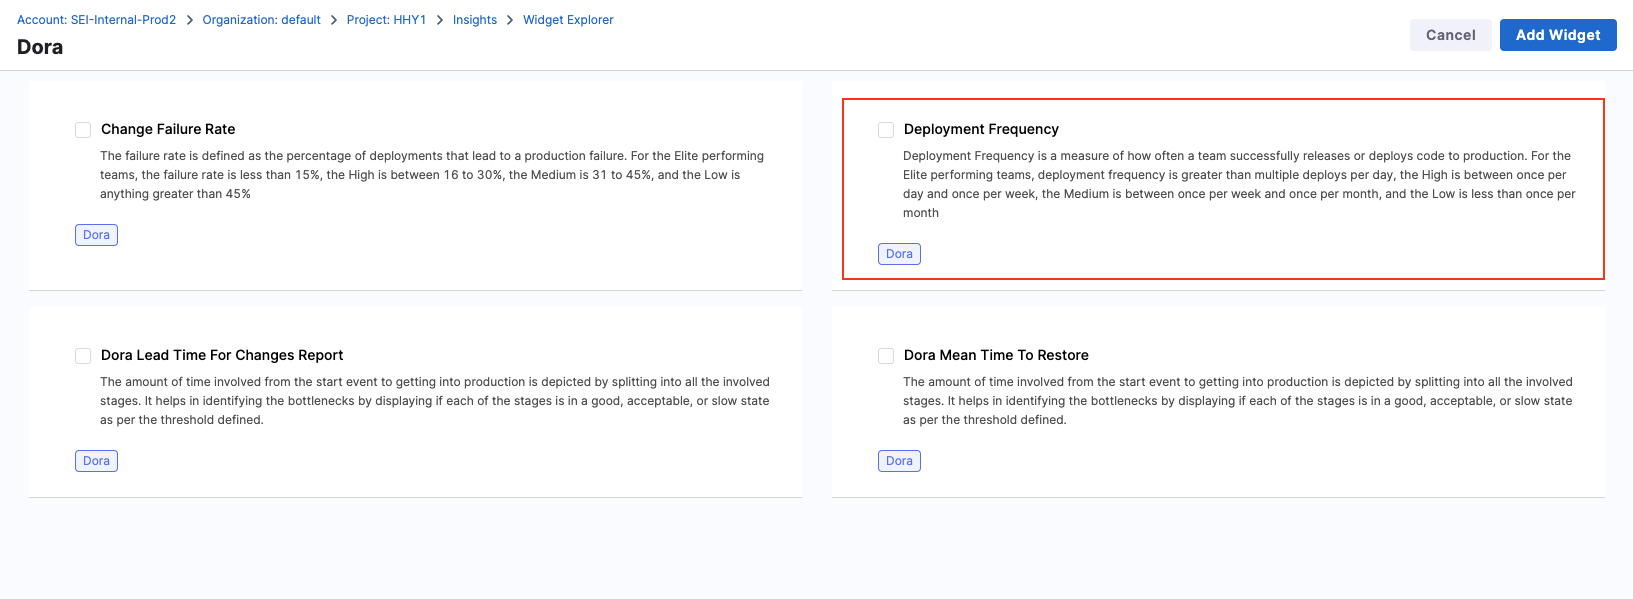 Account: SEI-Internal-Prod2 > Organization: default > Project: HHY1 > Insights > Widget Explorer
Dora
Cancel
Add Widget
Change Failure Rate
The failure rate is defined as the percentage of deployments that lead to a production failure. For the Elite performing
teams, the failure rate is less than 15%, the High is between 16 to 30%, the Medium is 31 to 45%, and the Low is
anything greater than 45%
Dora
Deployment Frequency
Deployment Frequency is a measure of how often a team successfully releases or deploys code to production. For the
Elite performing teams, deployment frequency is greater than multiple deploys per day, the High is between once per
day and once per week, the Medium is between once per week and once per month, and the Low is less than once per
month
Dora
Dora Lead Time For Changes Report
The amount of time involved from the start event to getting into production is depicted by splitting into all the involved
stages. It helps in identifying the bottlenecks by displaying if each of the stages is in a good, acceptable, or slow state
as per the threshold defined.
Dora
Dora Mean Time To Restore
The amount of time involved from the start event to getting into production is depicted by splitting into all the involved
stages. It helps in identifying the bottlenecks by displaying if each of the stages is in a good, acceptable, or slow state
as per the threshold defined.
Dora